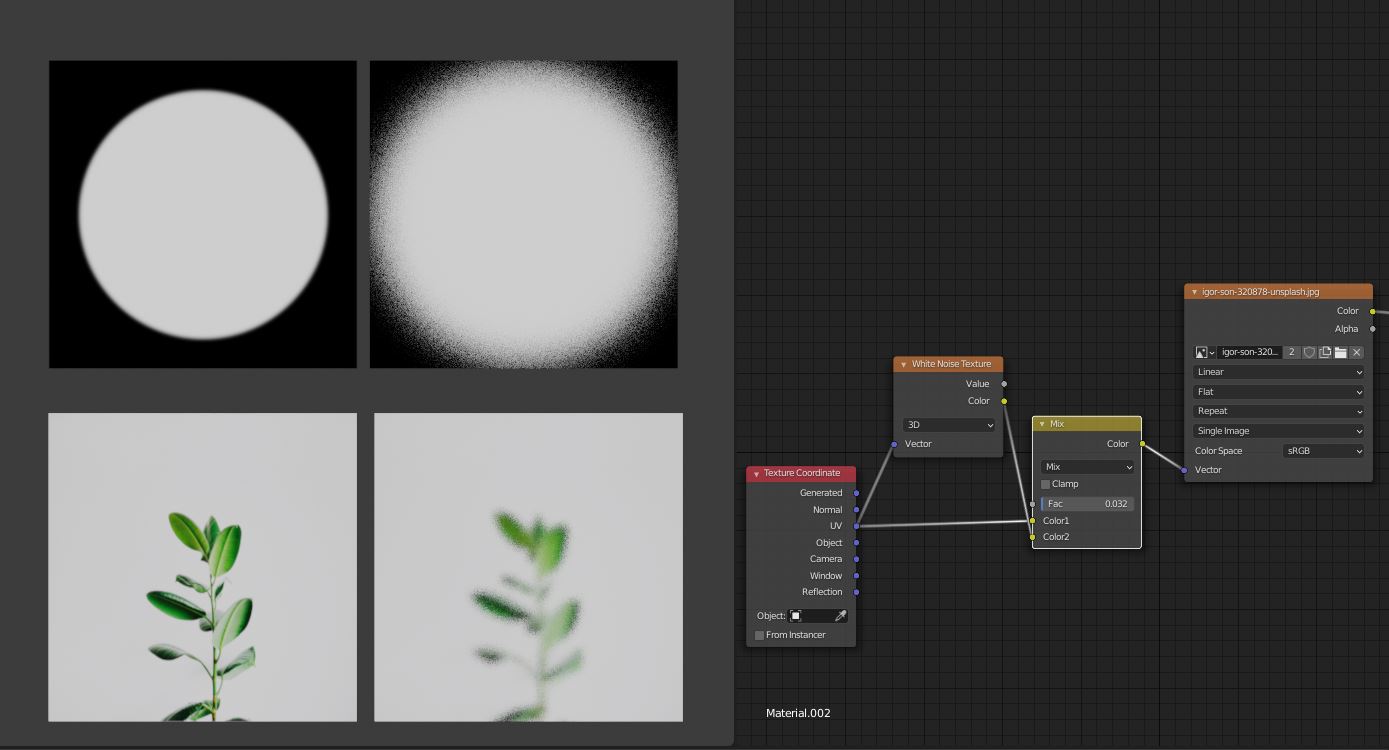 igor-son-320878-unsplash.jpg
Color
Alpha
igor-son-320...
2
Linear
Flat
Repeat
Single Image
Color Space
sRGB
Vector
White Noise Texture
Value
Color
3D
Vector
Mix
Color
Mix
Clamp
Fac 0.032
Color1
Color2
Texture Coordinate
Generated
Normal
UV
Object
Camera
Window
Reflection
Object:
From Instancer
Material.002